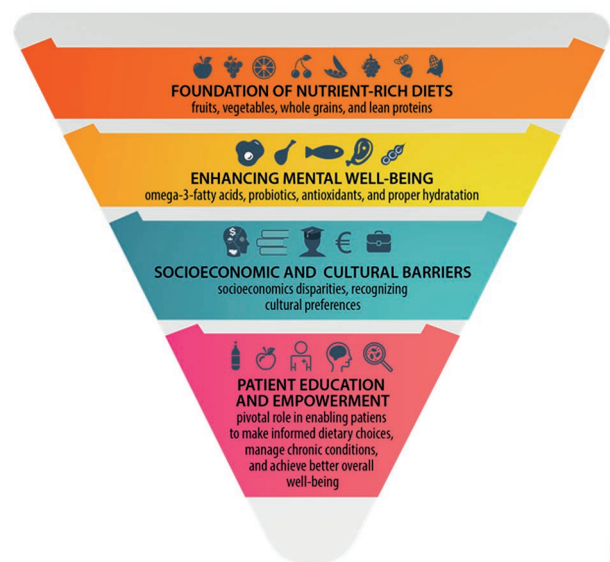 FOUNDATION OF NUTRIENT-RICH DIETS
fruits, vegetables, whole grains, and lean proteins
ENHANCING MENTAL WELL-BEING
omega-3-fatty acids, probiotics, antioxidants, and proper hydratation
$
€
SOCIOECONOMIC AND CULTURAL BARRIERS
socioeconomics disparities, recognizing
cultural preferences
PATIENT EDUCATION
AND EMPOWERMENT
pivotal role in enabling patiens
to make informed dietary choices,
manage chronic conditions,
and achieve better overall
well-being